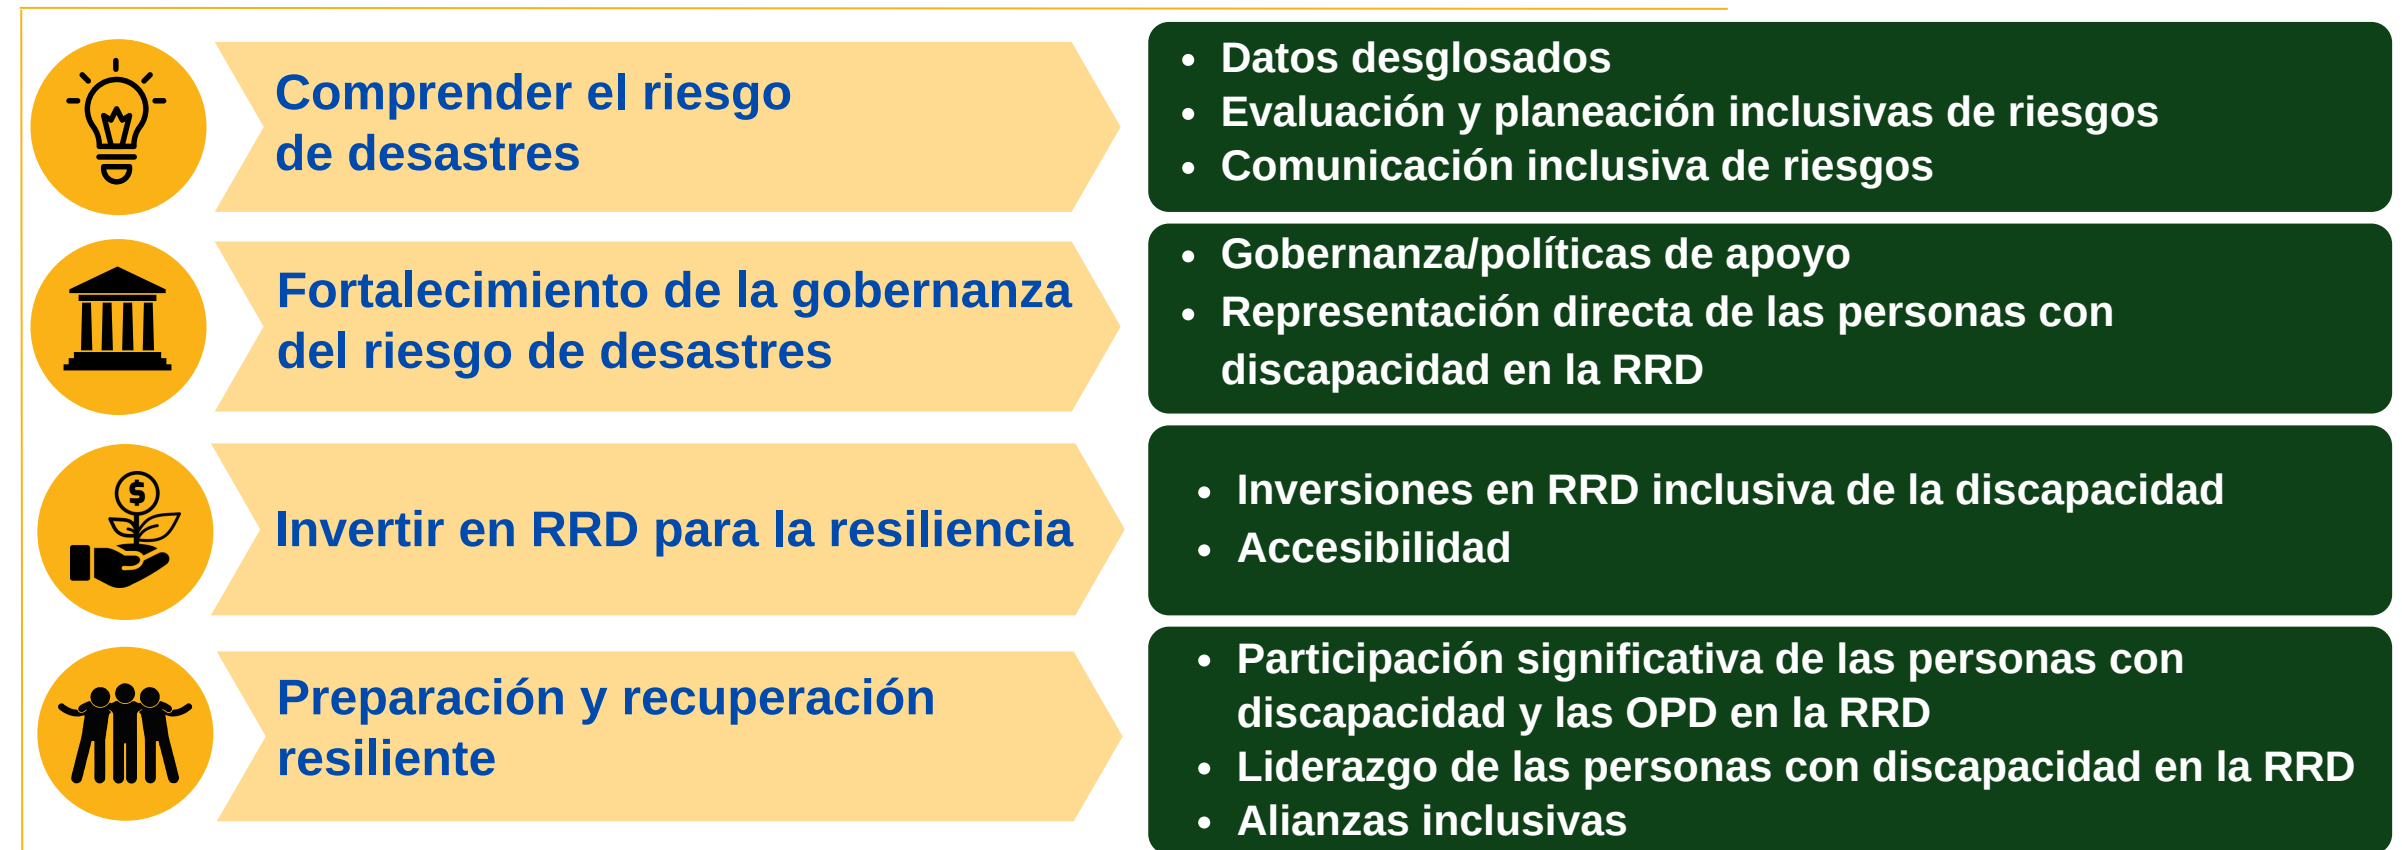 Comprender el riesgo
de desastres
• Datos desglosados
• Evaluación y planeación inclusivas de riesgos
• Comunicación inclusiva de riesgos
Fortalecimiento de la gobernanza
del riesgo de desastres
• Gobernanza/políticas de apoyo
• Representación directa de las personas con
discapacidad en la RRD
$
Invertir en RRD para la resiliencia
• Inversiones en RRD inclusiva de la discapacidad
• Accesibilidad
Preparación y recuperación
resiliente
• Participación significativa de las personas con
discapacidad y las OPD en la RRD
• Liderazgo de las personas con discapacidad en la RRD
• Alianzas inclusivas